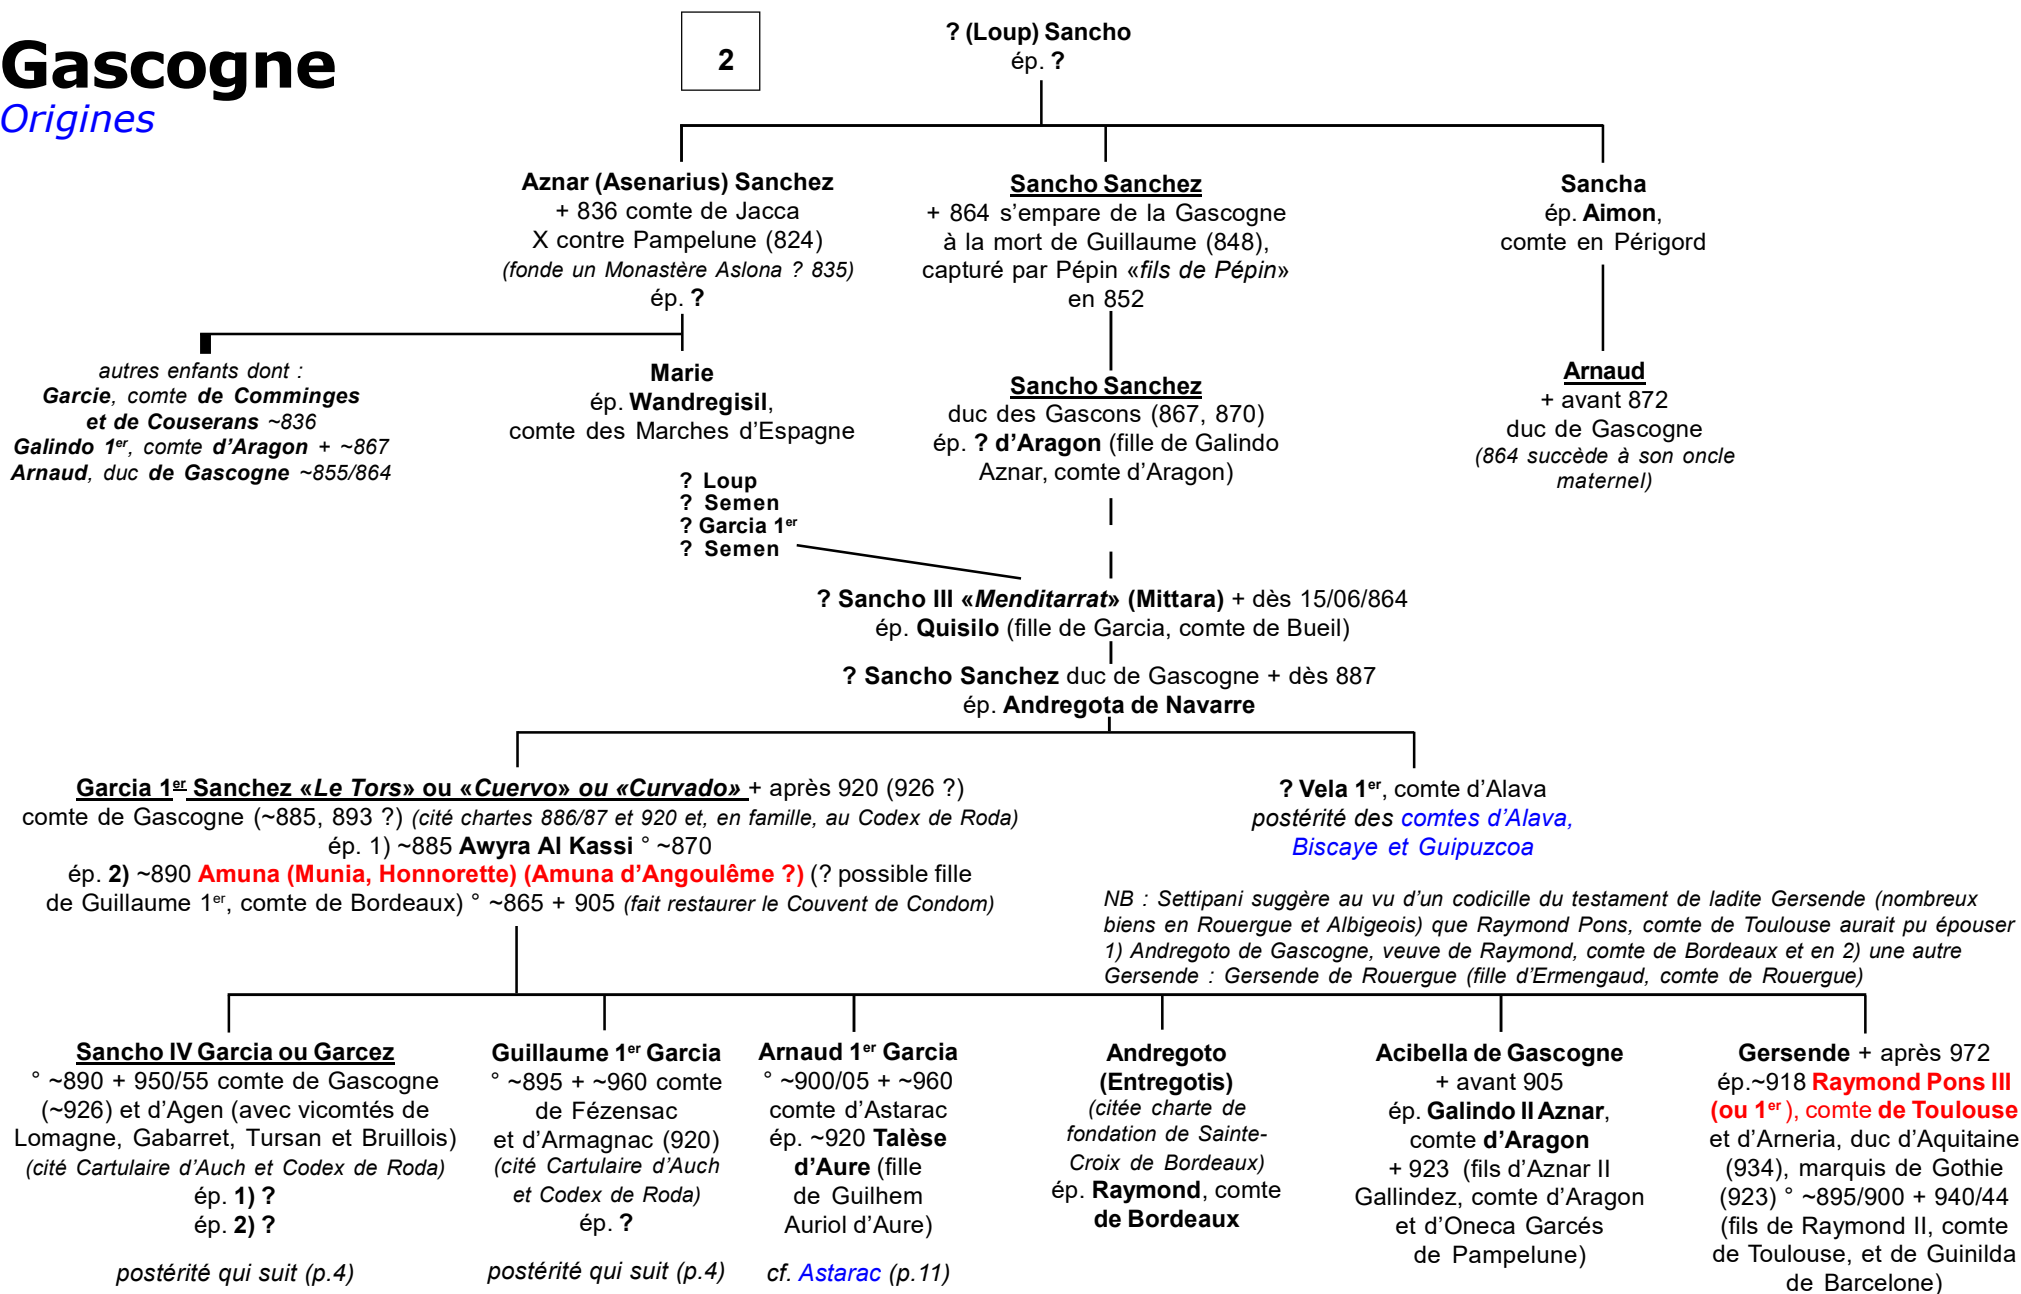 Gascogne
Origines
2
? (Loup) Sancho
ép. ?
Aznar (Asenarius) Sanchez
+ 836 comte de Jacca
X contre Pampelune (824)
(fonde un Monastère Aslona ? 835)
ép. ?
Sancho Sanchez
+ 864 s’empare de la Gascogne
à la mort de Guillaume (848),
capturé par Pépin «fils de Pépin»
en 852
Sancha
ép. Aimon,
comte en Périgord
autres enfants dont :
Garcie, comte de Comminges
et de Couserans ~836
Galindo 1er, comte d’Aragon + ~867
Arnaud, duc de Gascogne ~855/864
Marie
ép. Wandregisil,
comte des Marches d’Espagne
Sancho Sanchez
duc des Gascons (867, 870)
ép. ? d’Aragon (fille de Galindo
Aznar, comte d’Aragon)
Arnaud
+ avant 872
duc de Gascogne
(864 succède à son oncle
maternel)
? Loup
? Semen
? Garcia 1er
? Semen
? Sancho III «Menditarrat» (Mittara) + dès 15/06/864
ép. Quisilo (fille de Garcia, comte de Bueil)
? Sancho Sanchez duc de Gascogne + dès 887
ép. Andregota de Navarre
Garcia 1er Sanchez «Le Tors» ou «Cuervo» ou «Curvado» + après 920 (926 ?)
comte de Gascogne (~885, 893 ?) (cité chartes 886/87 et 920 et, en famille, au Codex de Roda)
ép. 1) ~885 Awyra Al Kassi ° ~870
ép. 2) ~890 Amuna (Munia, Honnorette) (Amuna d’Angoulême ?) (? possible fille
de Guillaume 1er, comte de Bordeaux) ° ~865 + 905 (fait restaurer le Couvent de Condom)
? Vela 1er, comte d’Alava
postérité des comtes d’Alava,
Biscaye et Guipuzcoa
NB : Settipani suggère au vu d’un codicille du testament de ladite Gersende (nombreux
biens en Rouergue et Albigeois) que Raymond Pons, comte de Toulouse aurait pu épouser
1) Andregoto de Gascogne, veuve de Raymond, comte de Bordeaux et en 2) une autre
Gersende : Gersende de Rouergue (fille d’Ermengaud, comte de Rouergue)
Sancho IV Garcia ou Garcez
° ~890 + 950/55 comte de Gascogne
(~926) et d’Agen (avec vicomtés de
Lomagne, Gabarret, Tursan et Bruillois)
(cité Cartulaire d’Auch et Codex de Roda)
ép. 1) ?
ép. 2) ?
postérité qui suit (p.4)
Guillaume 1er Garcia
° ~895 + ~960 comte
de Fézensac
et d’Armagnac (920)
(cité Cartulaire d’Auch
et Codex de Roda)
ép. ?
postérité qui suit (p.4)
Arnaud 1er Garcia
° ~900/05 + ~960
comte d’Astarac
ép. ~920 Talèse
d’Aure (fille
de Guilhem
Auriol d’Aure)
cf. Astarac (p.11)
Andregoto
(Entregotis)
(citée charte de
fondation de Sainte-
Croix de Bordeaux)
ép. Raymond, comte
de Bordeaux
Acibella de Gascogne
+ avant 905
ép. Galindo II Aznar,
comte d’Aragon
+ 923 (fils d’Aznar II
Gallindez, comte d’Aragon
et d’Oneca Garcés
de Pampelune)
Gersende + après 972
ép.~918 Raymond Pons III
(ou 1er), comte de Toulouse
et d’Arneria, duc d’Aquitaine
(934), marquis de Gothie
(923) ° ~895/900 + 940/44
(fils de Raymond II, comte
de Toulouse, et de Guinilda
de Barcelone)